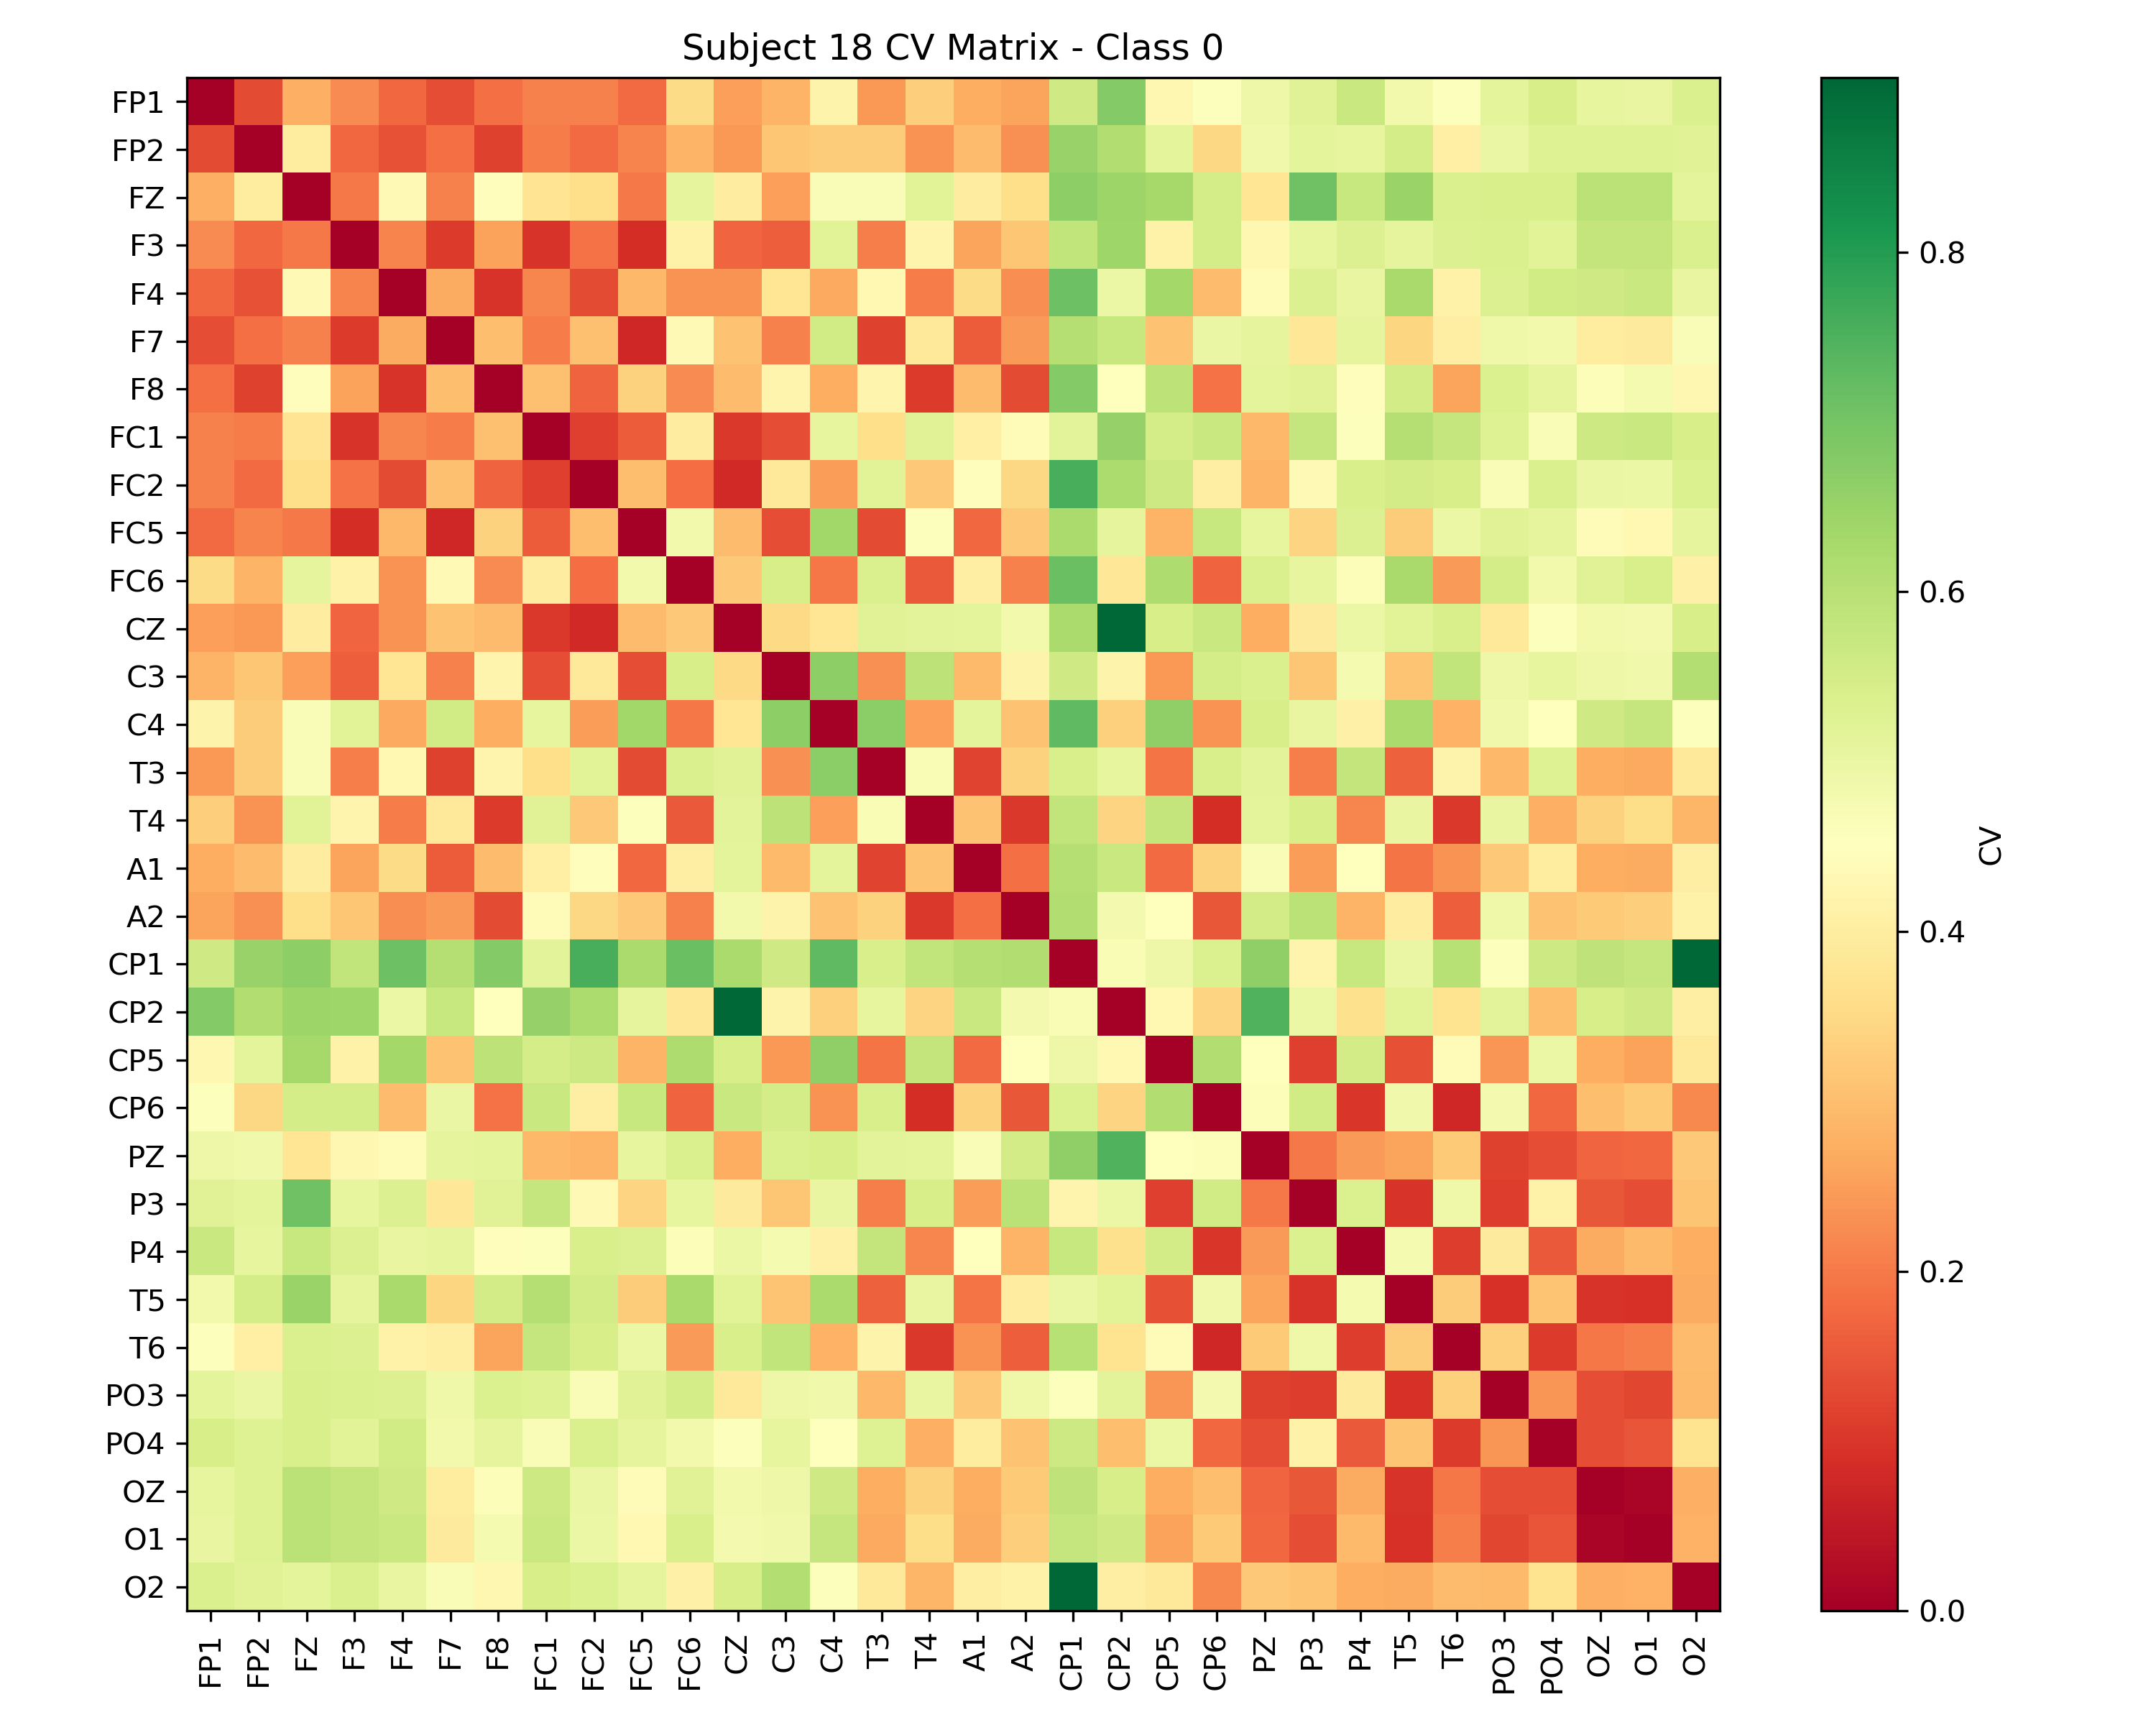 Subject 18 CV Matrix - Class 0
FP1
FP2
FZ
F3
F4
F7
F8
FC1
FC2
FC5
FC6
CZ
C3
C4
T3
T4
A1
A2
CP1
CP2
CP5
CP6
PZ
P3
P4
T5
T6
PO3
PO4
OZ
O1
O2
FP1 FP2 FZ F3 F4 F7 F8 FC1 FC2 FC5 FC6 CZ C3 C4 T3 T4 A1 A2 CP1 CP2 CP5 CP6 PZ P3 P4 T5 T6 PO3 PO4 OZ O1 O2
0.8
0.6
0.4
0.2
0.0
CV